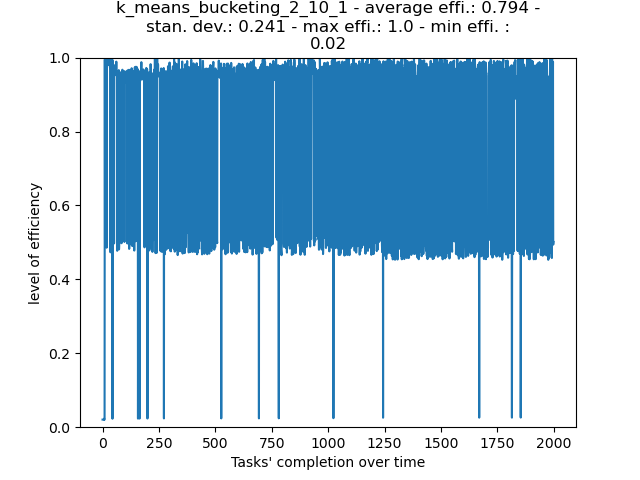 k_means_bucketing_2_10_1 - average effi.: 0.794 -
stan. dev.: 0.241 - max effi.: 1.0 - min effi. :
0.02
1.0
0.8
0.6
0.4
0.2
0.0
level of efficiency
0 250 500 750 1000 1250 1500 1750 2000
Tasks' completion over time